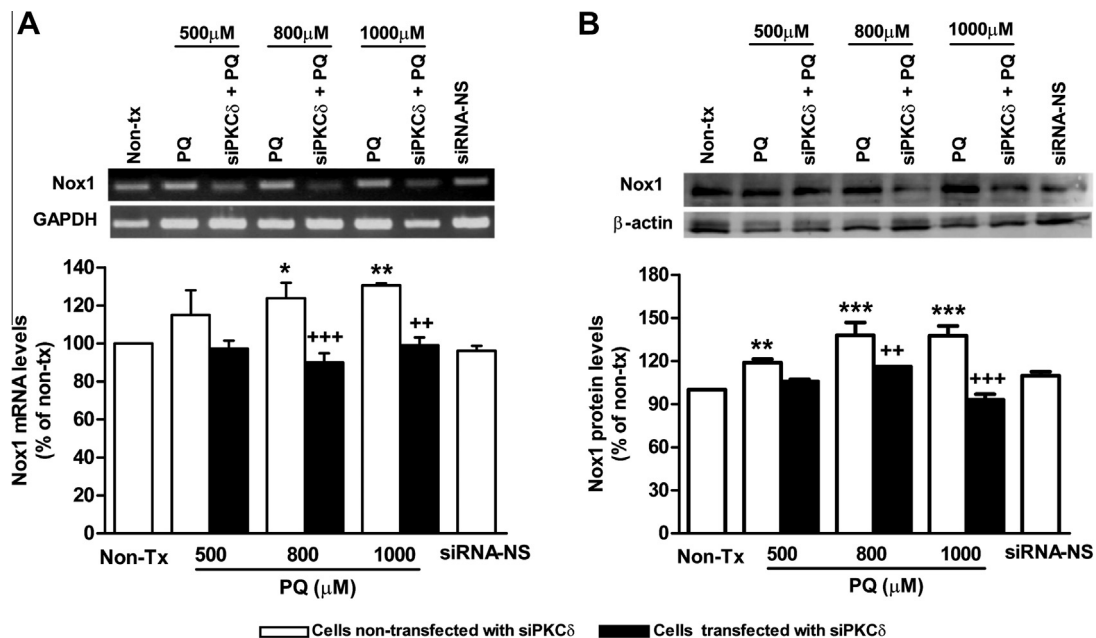 A
500μM 800μM 1000μM
Non-tx
PQ
siPKCδ + PQ
PQ
siPKCδ + PQ
PQ
siPKCδ + PQ
siRNA-NS
Nox1
GAPDH
Nox1 mRNA levels
(% of non-tx)
140
120
100
80
60
40
20
0
* ** +++ ++
Non-Tx 500 800 1000 siRNA-NS
PQ (μM)
B
500μM 800μM 1000μM
Non-tx
PQ
siPKCδ + PQ
PQ
siPKCδ + PQ
PQ
siPKCδ + PQ
siRNA-NS
Nox1
β-actin
Nox1 protein levels
(% of non-tx)
180
150
120
90
60
30
0
** *** ++ *** +++
Non-Tx 500 800 1000 siRNA-NS
PQ (μM)
Cells non-transfected with siPKCδ Cells transfected with siPKCδ